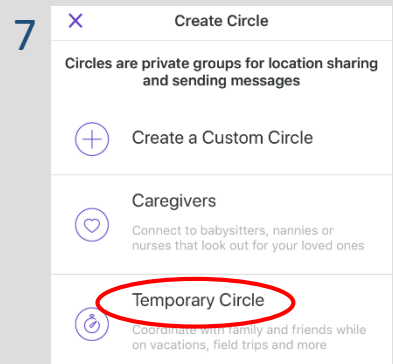 7
Create Circle
Circles are private groups for location sharing
and sending messages
Create a Custom Circle
Caregivers
Connect to babysitters, nannies or
nurses that look out for your loved ones
Temporary Circle
Coordinate with family and friends while
on vacations, field trips and more